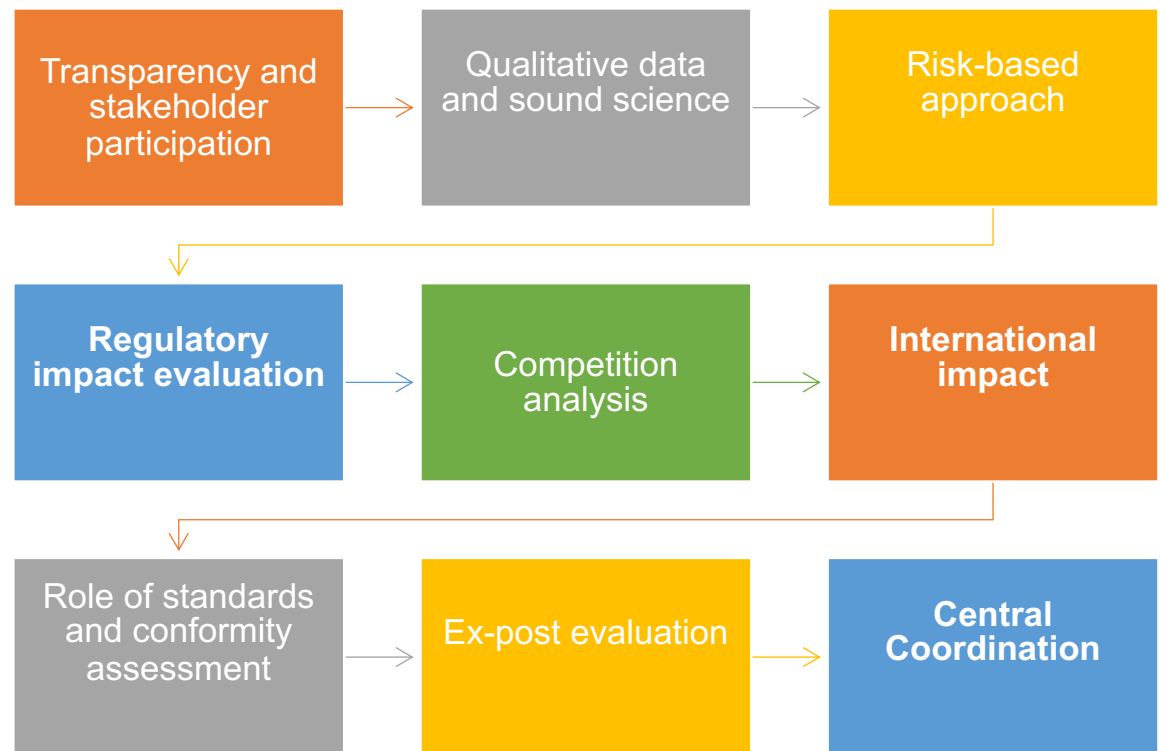 Transparency and
stakeholder
participation
Qualitative data
and sound science
Risk-based
approach
Regulatory
impact evaluation
Competition
analysis
International
impact
Role of standards
and conformity
assessment
Ex-post evaluation
Central
Coordination